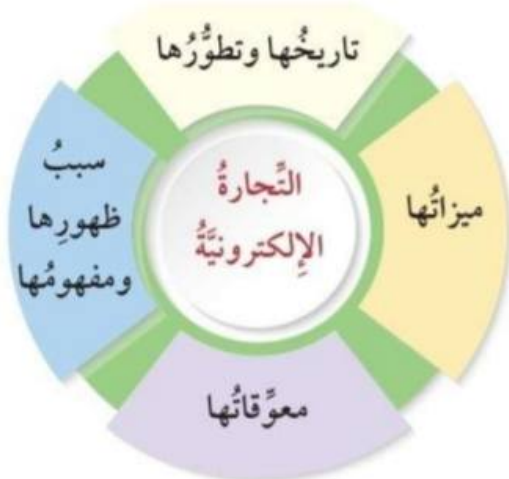 تاريخُها وتطوُّرُها
ميزاتُها
التِّجارةُ
الإِلكترونيَّةُ
سببُ
ظهورِها
ومفهومُها
معوِّقاتُها